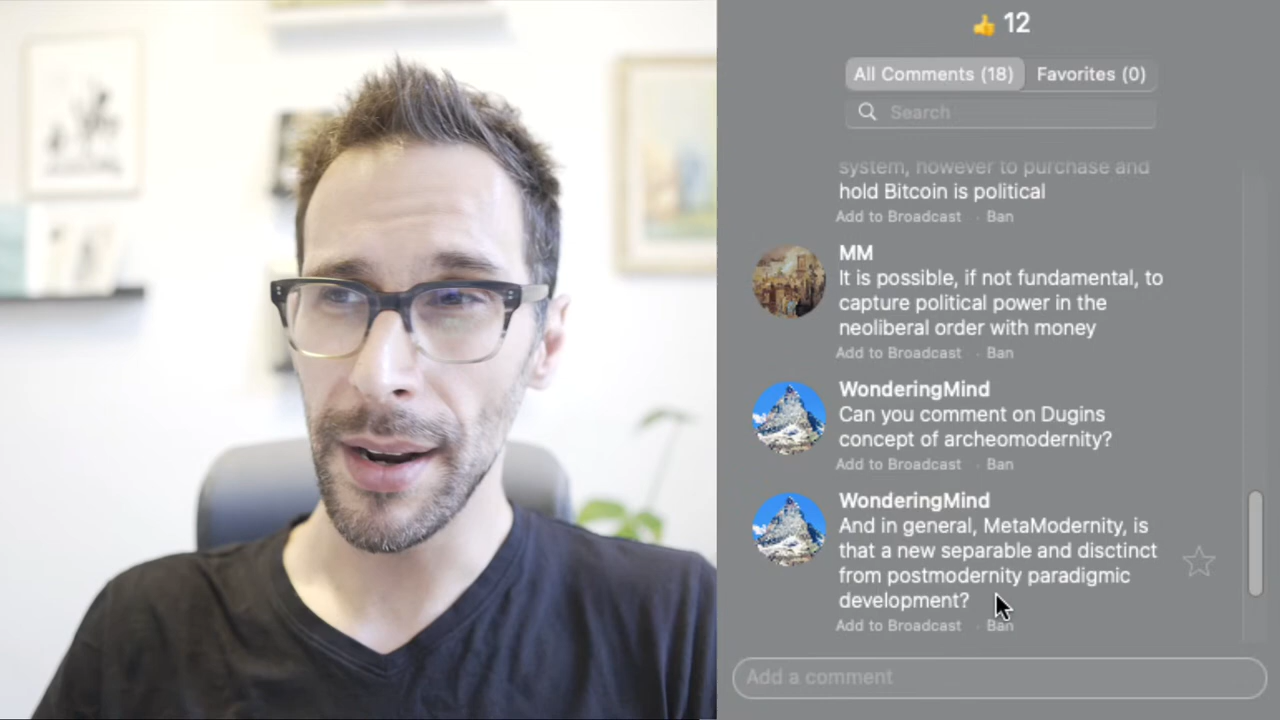 👍 12
All Comments (18) Favorites (0)
Search
system, however to purchase and
hold Bitcoin is political
Add to Broadcast · Ban
MM
It is possible, if not fundamental, to
capture political power in the
neoliberal order with money
Add to Broadcast · Ban
WonderingMind
Can you comment on Dugins
concept of archeomodernity?
Add to Broadcast · Ban
WonderingMind
And in general, MetaModernity, is
that a new separable and disctinct
from postmodernity paradigmic
development?
Add to Broadcast · Ban
Add a comment